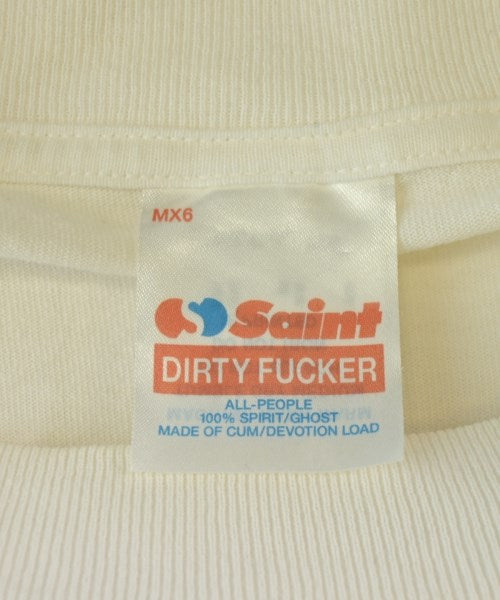 MX6
Saint
DIRTY FUCKER
ALL-PEOPLE
100% SPIRIT/GHOST
MADE OF CUM/DEVOTION LOAD